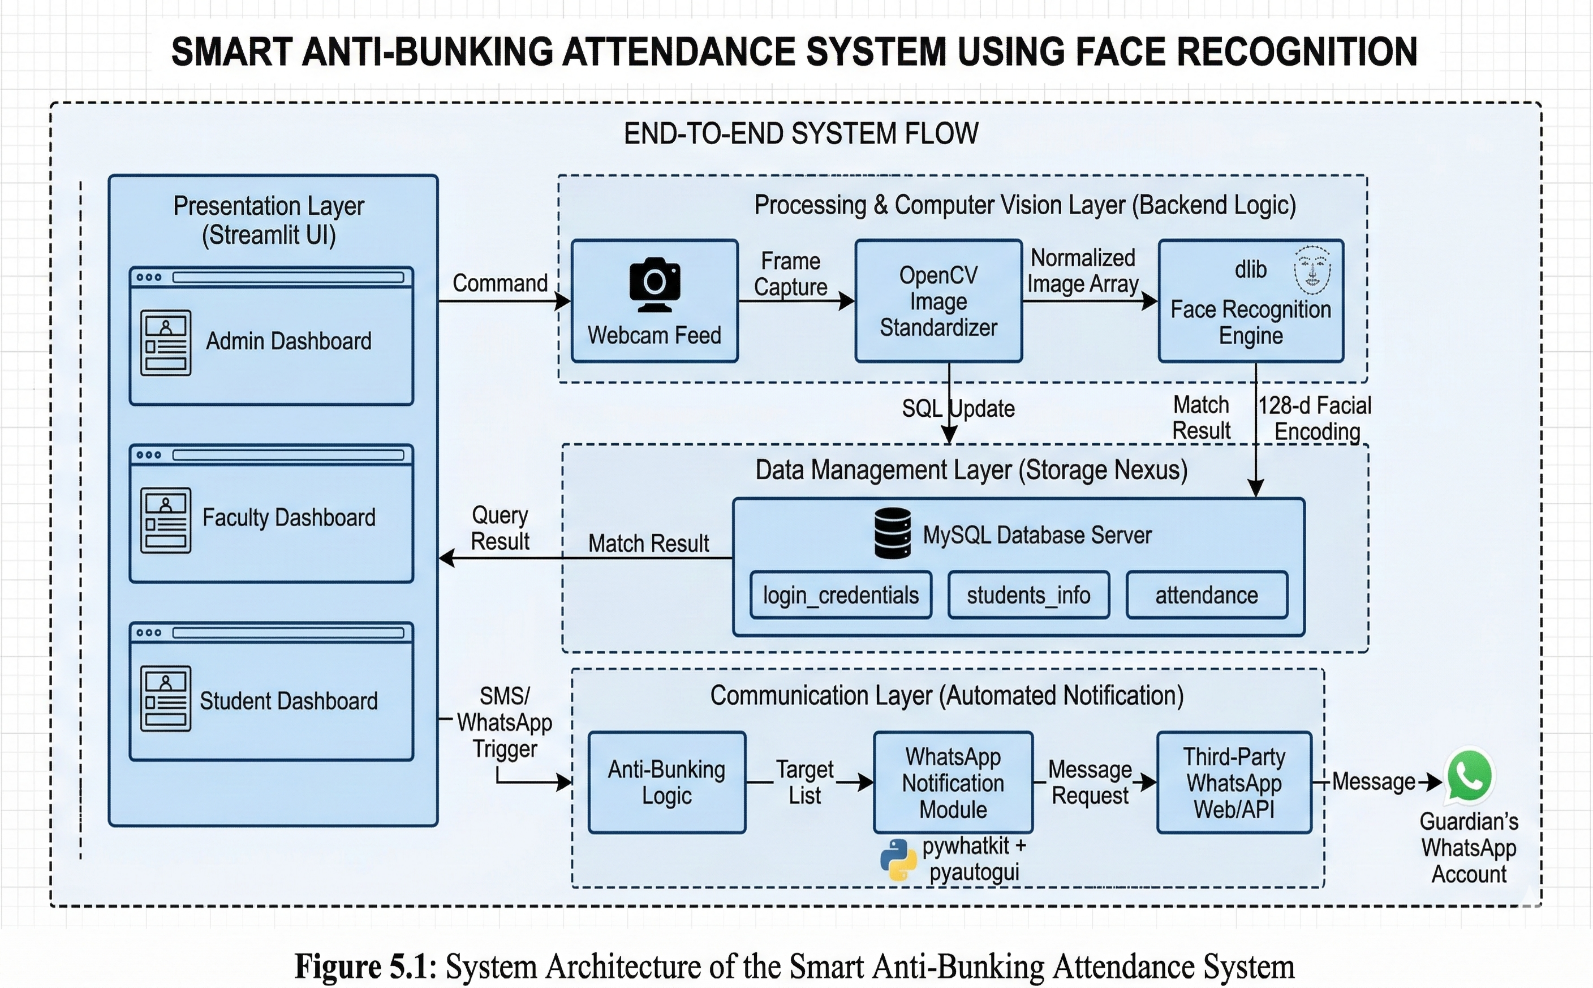 SMART ANTI-BUNKING ATTENDANCE SYSTEM USING FACE RECOGNITION
END-TO-END SYSTEM FLOW
Presentation Layer
(Streamlit UI)
Admin Dashboard
Faculty Dashboard
Student Dashboard
Command
Processing & Computer Vision Layer (Backend Logic)
Webcam Feed
Frame
Capture
OpenCV
Image
Standardizer
Normalized
Image Array
dlib
Face Recognition
Engine
SQL Update
Match
Result
128-d Facial
Encoding
Data Management Layer (Storage Nexus)
MySQL Database Server
login_credentials
students_info
attendance
Query
Result
Match Result
SMS/
WhatsApp
Trigger
Communication Layer (Automated Notification)
Anti-Bunking
Logic
Target
List
WhatsApp
Notification
Module
pywhatkit +
pyautogui
Message
Request
Third-Party
WhatsApp
Web/API
Message
Guardian's
WhatsApp
Account
Figure 5.1: System Architecture of the Smart Anti-Bunking Attendance System